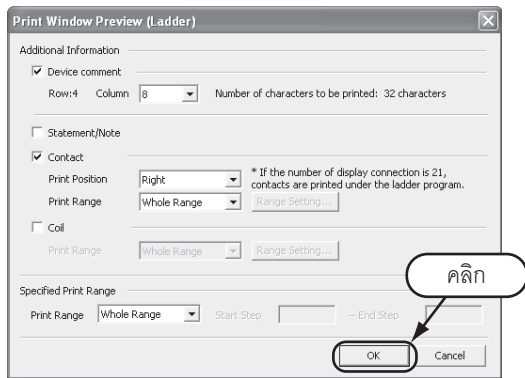 Print Window Preview (Ladder)
Additional Information
Device comment
Row:4 Column 8 Number of characters to be printed: 32 characters
Statement/Note
Contact
Print Position Right * If the number of display connection is 21,
contacts are printed under the ladder program.
Print Range Whole Range Range Setting...
Coil
Print Range Whole Range Range Setting...
คลิก
Specified Print Range
Print Range Whole Range Start Step — End Step
OK Cancel